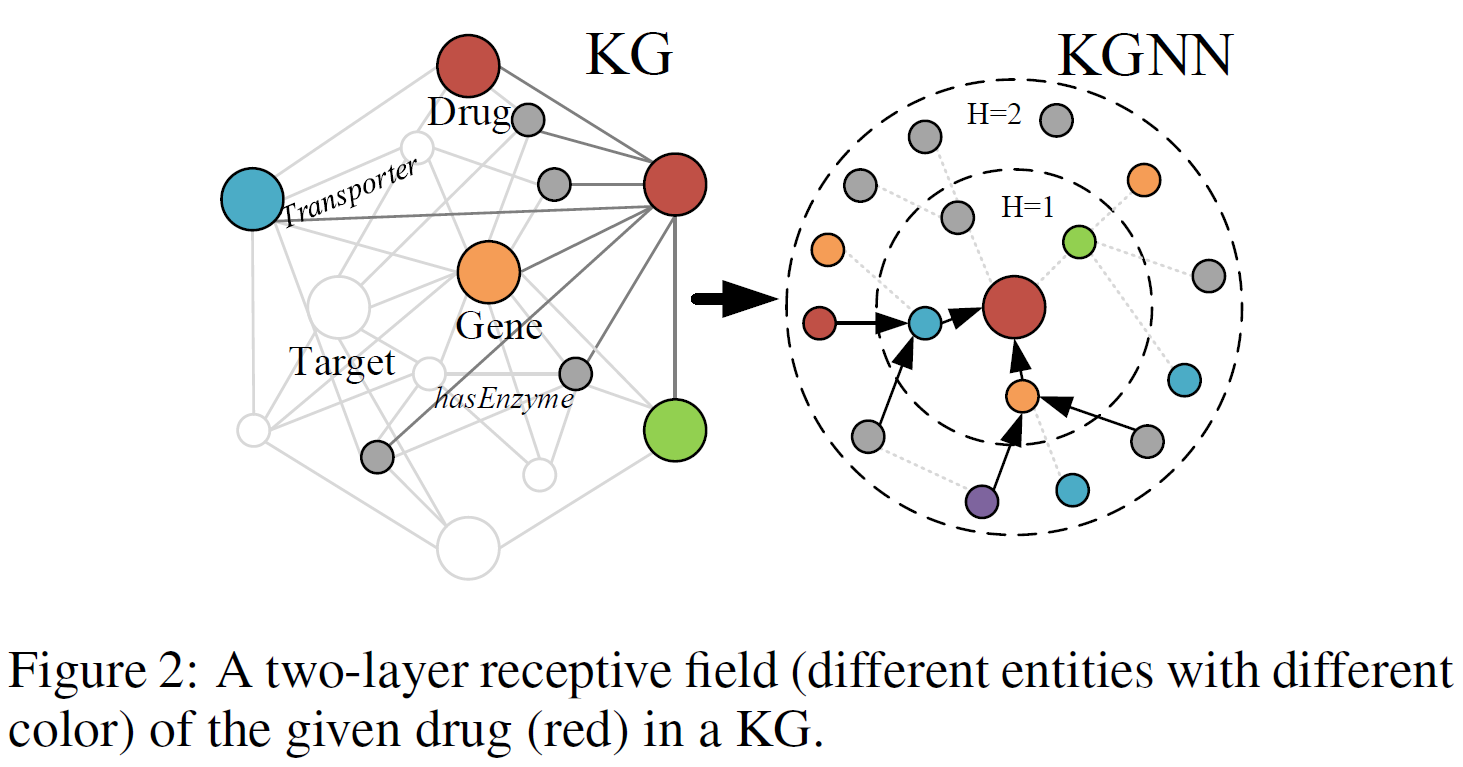 KG
KGNN
Drug
H=2
Transporter
H=1
Gene
Target
hasEnzyme
Figure 2: A two-layer receptive field (different entities with different
color) of the given drug (red) in a KG.